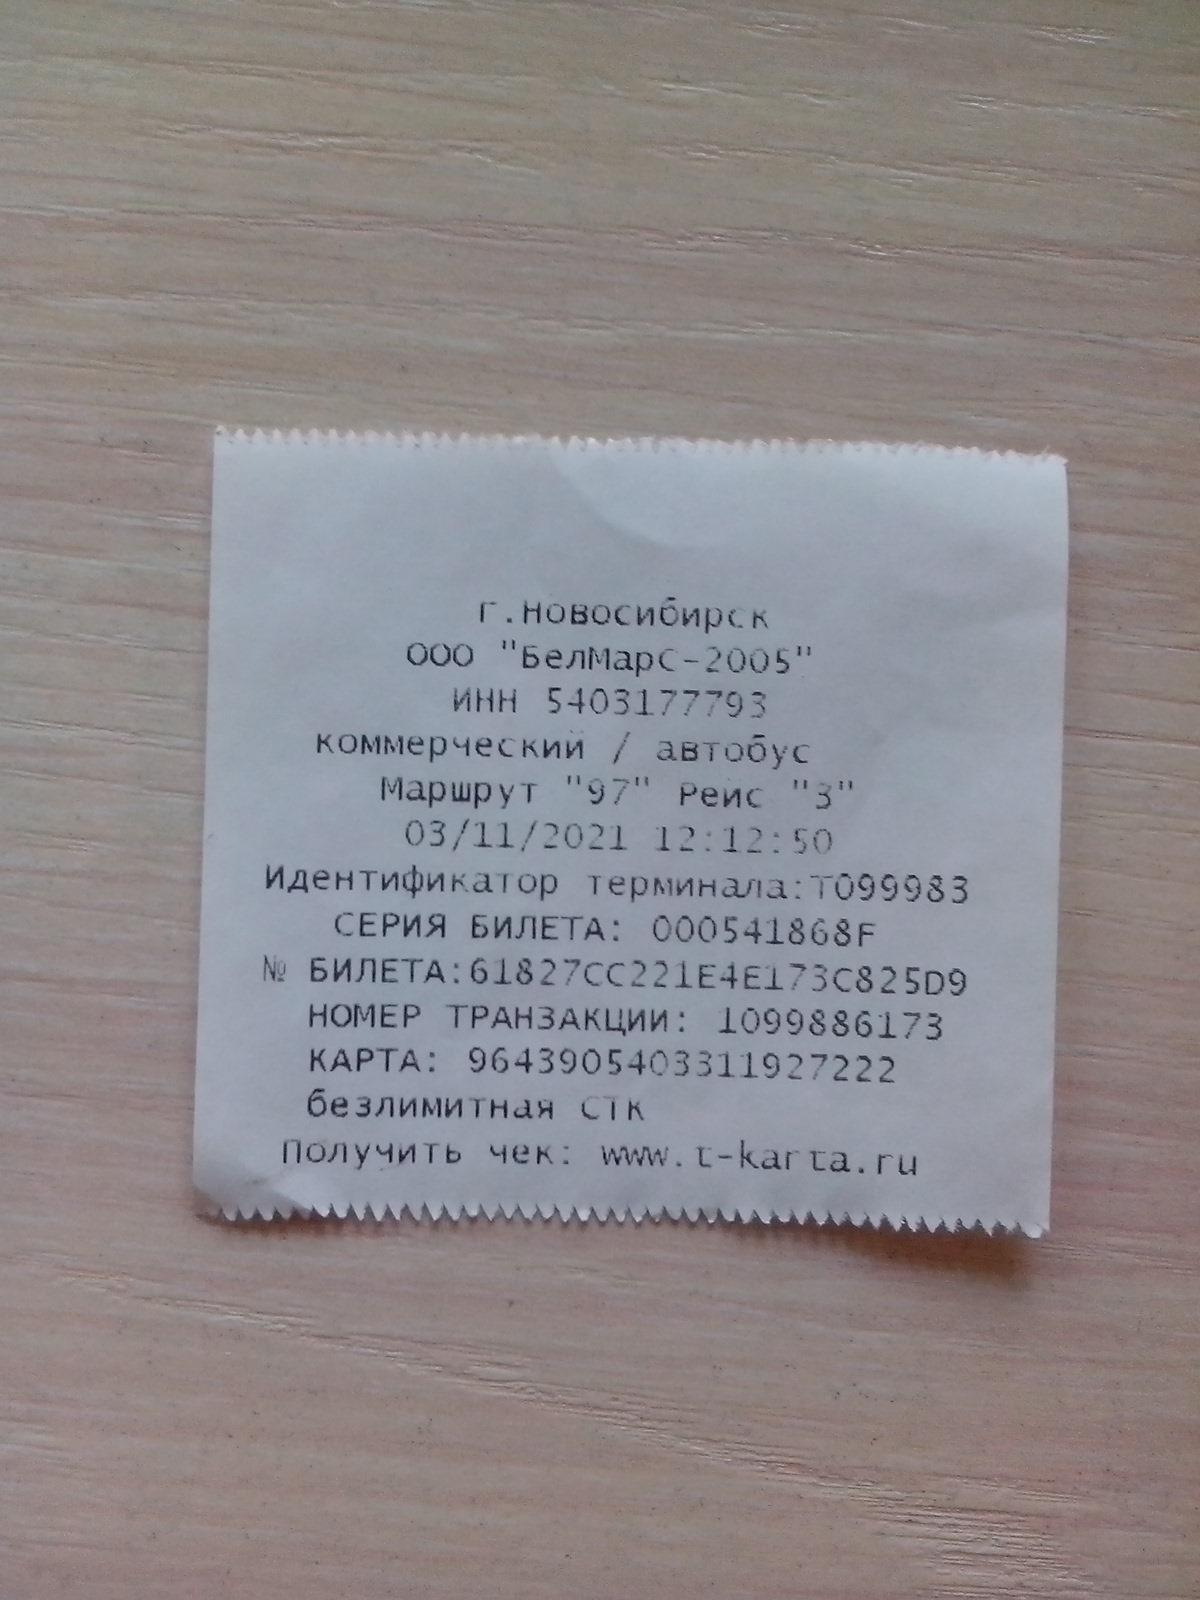 г.Новосибирск
ООО "БелМарС-2005"
ИНН 5403177793
коммерческий / автобус
Маршрут "97" Рейс "3"
03/11/2021 12:12:50
Идентификатор терминала:T099983
СЕРИЯ БИЛЕТА: 000541868F
№ БИЛЕТА:61827CC221E4E173C825D9
НОМЕР ТРАНЗАКЦИИ: 1099886173
КАРТА: 9643905403311927222
безлимитная СТК
Получить чек: www.t-karta.ru